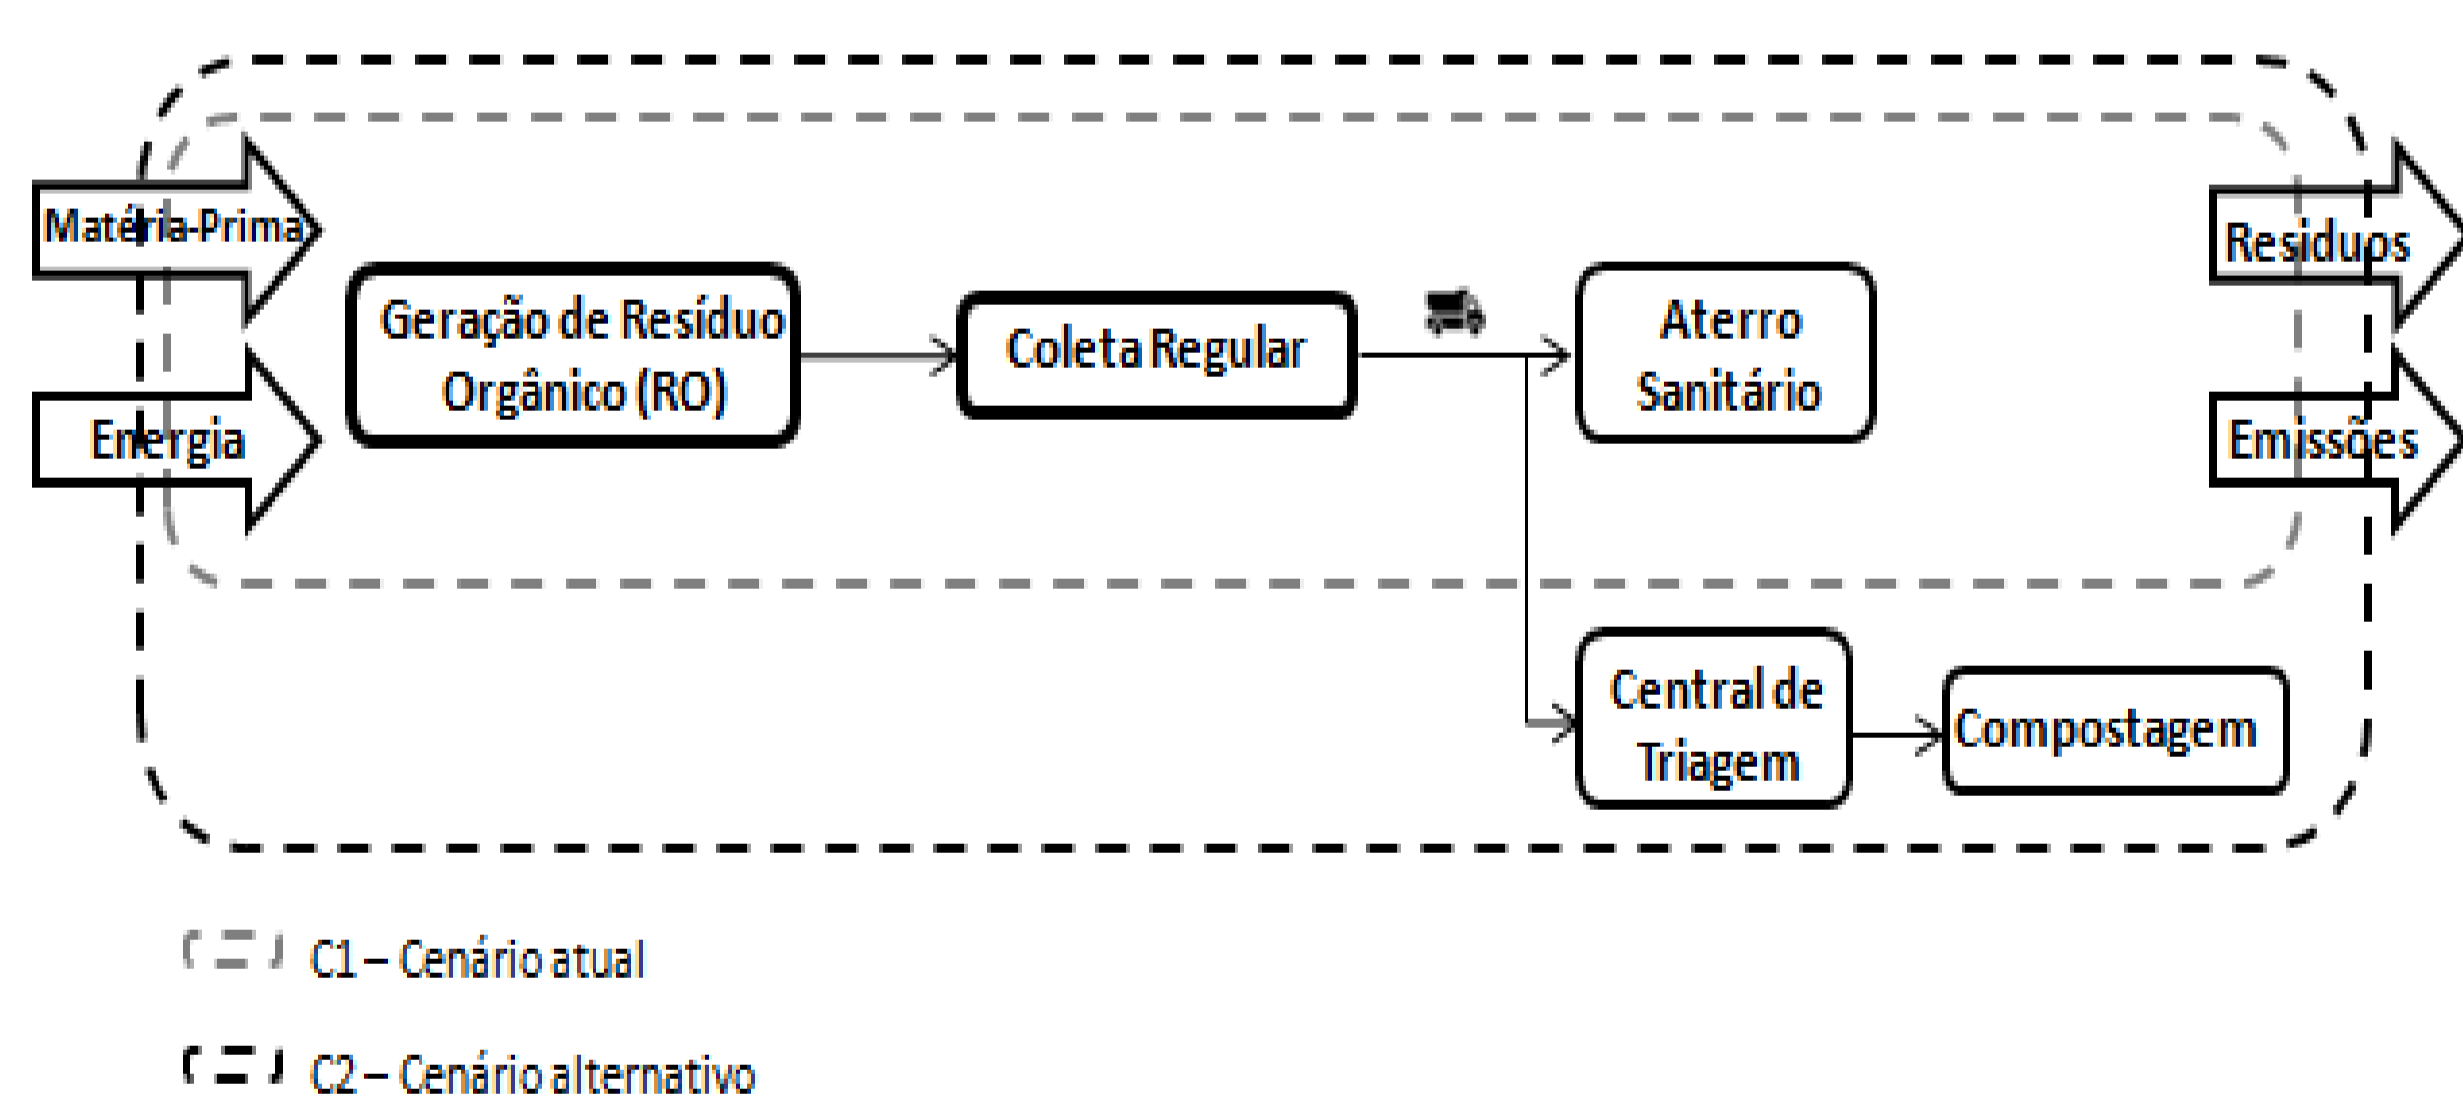 Matéria-Prima
Energia
Geração de Resíduo
Orgânico (RO)
Coleta Regular
Aterro
Sanitário
Central de
Triagem
Compostagem
Resíduos
Emissões
C1 – Cenário atual
C2 – Cenário alternativo